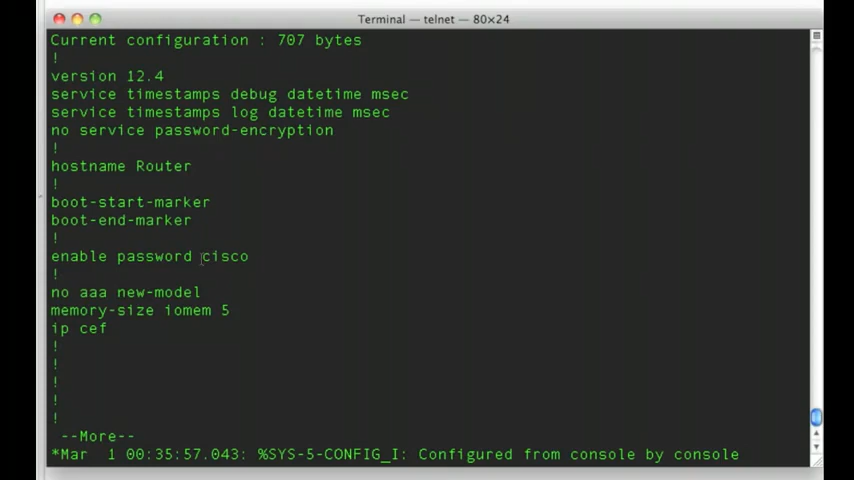 Terminal — telnet — 80×24
Current configuration : 707 bytes
!
version 12.4
service timestamps debug datetime msec
service timestamps log datetime msec
no service password-encryption
!
hostname Router
!
boot-start-marker
boot-end-marker
!
enable password cisco
!
no aaa new-model
memory-size iomem 5
ip cef
!
!
!
!
!
--More--
*Mar  1 00:35:57.043: %SYS-5-CONFIG_I: Configured from console by console